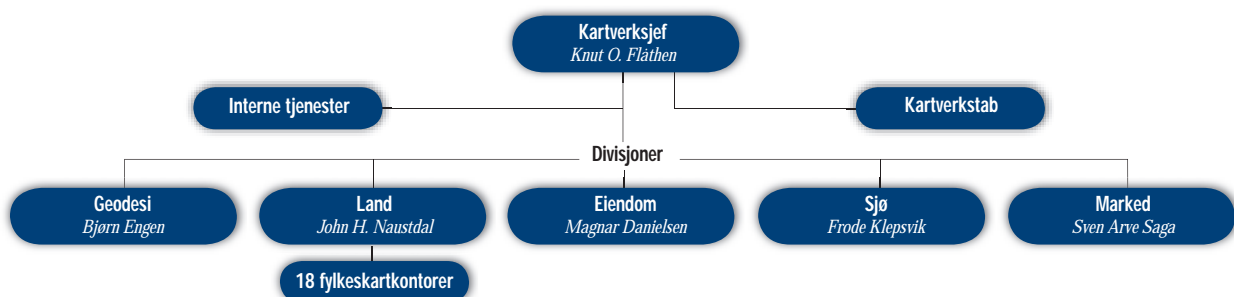 Kartverksjef
Knut O. Flåthen
Interne tjenester
Kartverkstab
Divisjoner
Geodesi
Bjørn Engen
Land
John H. Naustdal
Eiendom
Magnar Danielsen
Sjø
Frode Klepsvik
Marked
Sven Arve Saga
18 fylkeskartkontorer